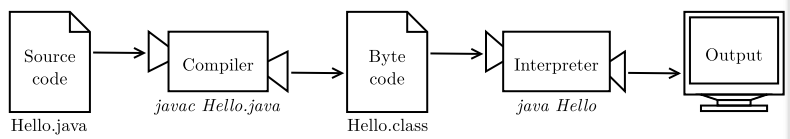 Source
code
Hello.java
Compiler
javac Hello.java
Byte
code
Hello.class
Interpreter
java Hello
Output